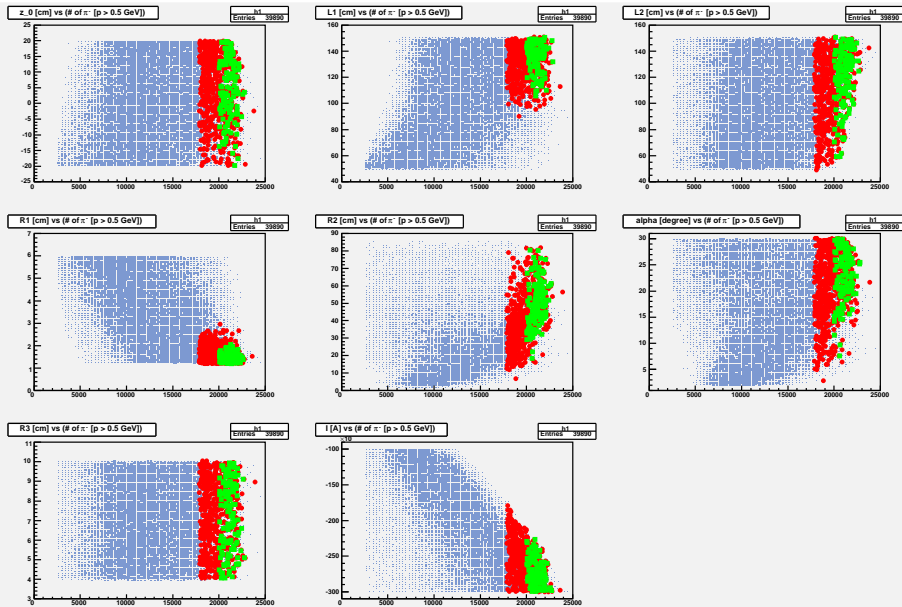 z_0 [cm] vs (# of π⁻ [p > 0.5 GeV])
h1
Entries 39890
25
20
15
10
5
0
-5
-10
-15
-20
-25
0 5000 10000 15000 20000 25000
L1 [cm] vs (# of π⁻ [p > 0.5 GeV])
h1
Entries 39890
160
140
120
100
80
60
40
0 5000 10000 15000 20000 25000
L2 [cm] vs (# of π⁻ [p > 0.5 GeV])
h1
Entries 39890
160
140
120
100
80
60
40
0 5000 10000 15000 20000 25000
R1 [cm] vs (# of π⁻ [p > 0.5 GeV])
h1
Entries 39890
7
6
5
4
3
2
1
0
0 5000 10000 15000 20000 25000
R2 [cm] vs (# of π⁻ [p > 0.5 GeV])
h1
Entries 39890
90
80
70
60
50
40
30
20
10
0
0 5000 10000 15000 20000 25000
alpha [degree] vs (# of π⁻ [p > 0.5 GeV])
h1
Entries 39890
30
25
20
15
10
5
0 5000 10000 15000 20000 25000
R3 [cm] vs (# of π⁻ [p > 0.5 GeV])
h1
Entries 39890
11
10
9
8
7
6
5
4
3
0 5000 10000 15000 20000 25000
I [A] vs (# of π⁻ [p > 0.5 GeV])
h1
Entries 39890
-100
-150
-200
-250
-300
0 5000 10000 15000 20000 25000